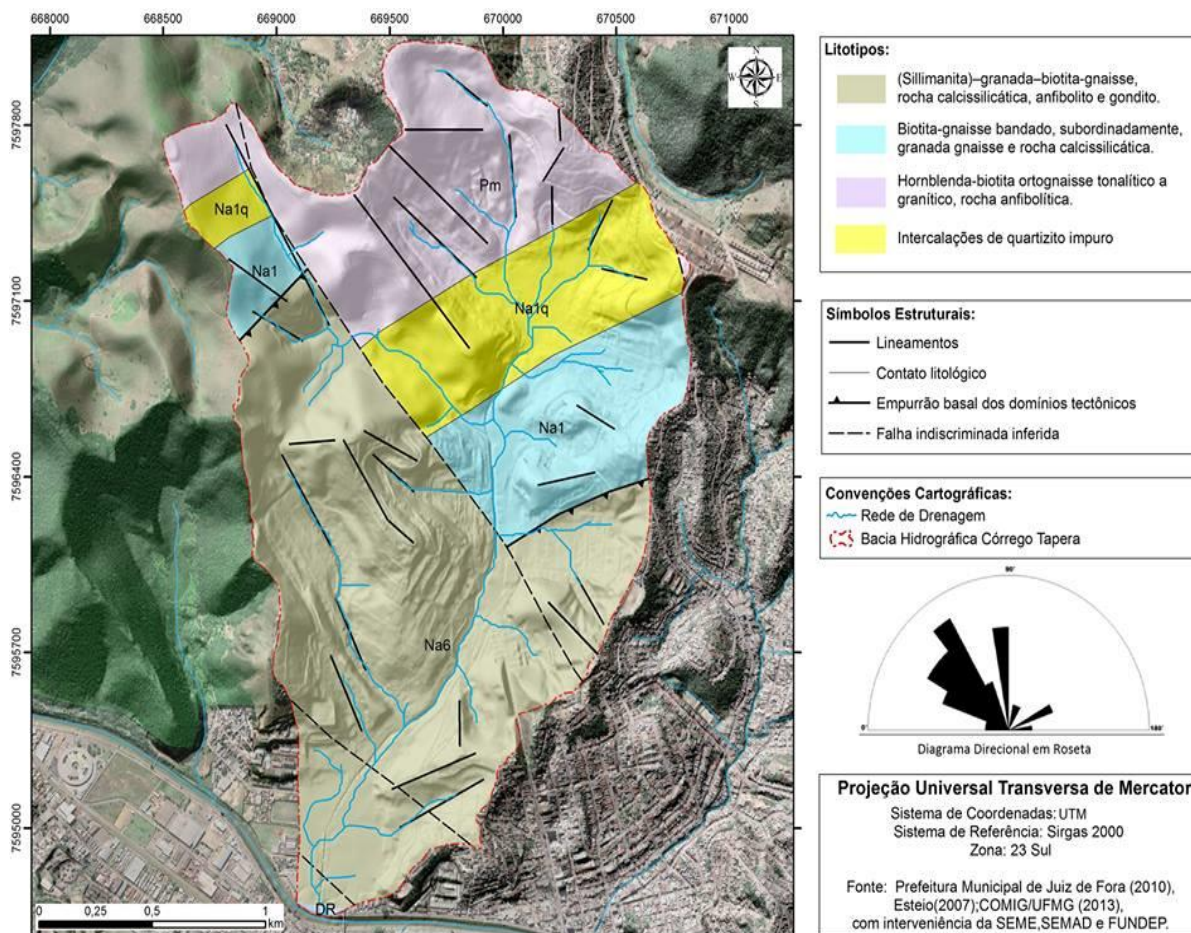 668000 668500 669000 669500 670000 670500 671000
7597800
7597100
7596400
7595700
7595000
N
W E
S
Pm
Na1q
Na1
Na1q
Na1
Na6
DR
0 0,25 0,5 1
km
Litotipos:
(Sillimanita)–granada–biotita-gnaisse,
rocha calcissilicática, anfibolito e gondito.
Biotita-gnaisse bandado, subordinadamente,
granada gnaisse e rocha calcissilicática.
Hornblenda-biotita ortognaisse tonalítico a
granítico, rocha anfibolítica.
Intercalações de quartizito impuro
Símbolos Estruturais:
Lineamentos
Contato litológico
Empurrão basal dos domínios tectônicos
Falha indiscriminada inferida
Convenções Cartográficas:
Rede de Drenagem
Bacia Hidrográfica Córrego Tapera
90°
0° 180°
Diagrama Direcional em Roseta
Projeção Universal Transversa de Mercator
Sistema de Coordenadas: UTM
Sistema de Referência: Sirgas 2000
Zona: 23 Sul
Fonte: Prefeitura Municipal de Juiz de Fora (2010),
Esteio(2007);COMIG/UFMG (2013),
com interveniência da SEME,SEMAD e FUNDEP.